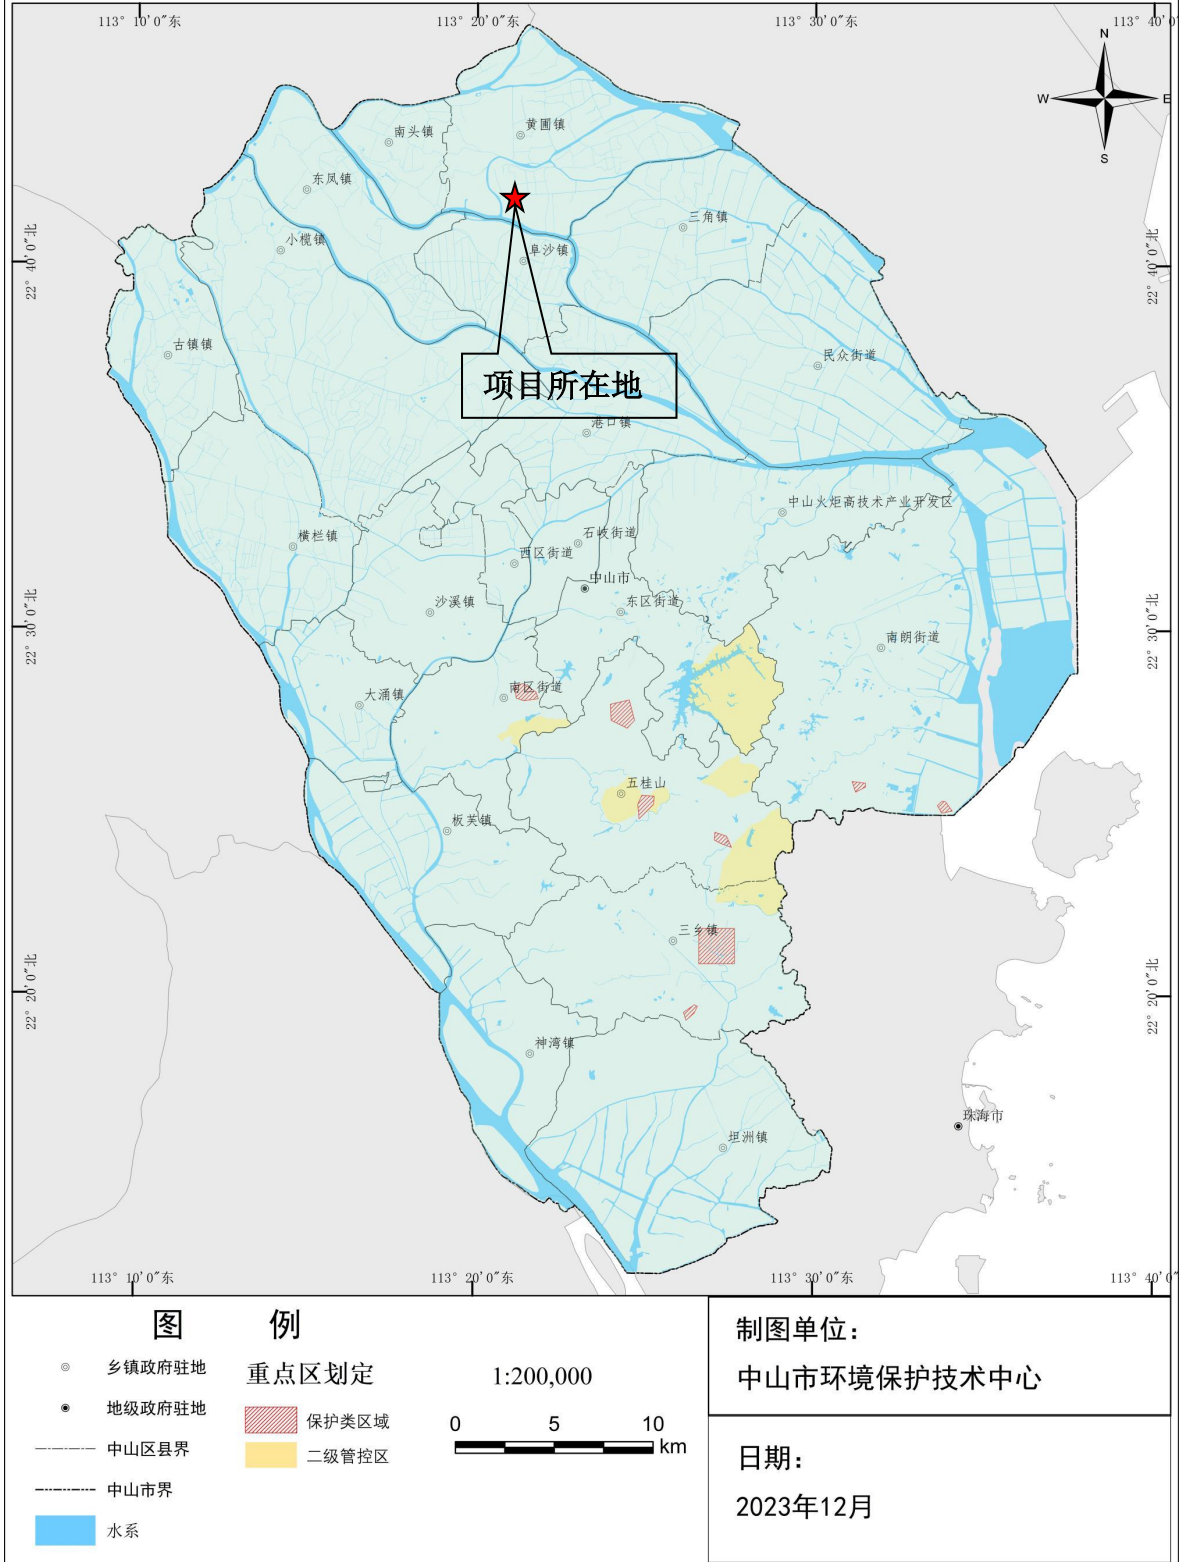 113° 10′0″东
113° 20′0″东
113° 30′0″东
113° 40′0″
N
W
E
S
南头镇
黄圃镇
东凤镇
三角镇
小榄镇
阜沙镇
22° 40′0″北
22° 40′0″北
古镇镇
民众街道
项目所在地
港口镇
中山火炬高技术产业开发区
横栏镇
石岐街道
西区街道
中山市
沙溪镇
东区街道
22° 30′0″北
22° 30′0″北
南朗街道
大涌镇
南区街道
五桂山
板芙镇
三乡镇
22° 20′0″北
22° 20′0″北
神湾镇
珠海市
坦洲镇
113° 10′0″东
113° 20′0″东
113° 30′0″东
113° 40′0″
图 例
乡镇政府驻地
地级政府驻地
中山区县界
中山市界
水系
重点区划定
保护类区域
二级管控区
1:200,000
0 5 10
km
制图单位：
中山市环境保护技术中心
日期：
2023年12月